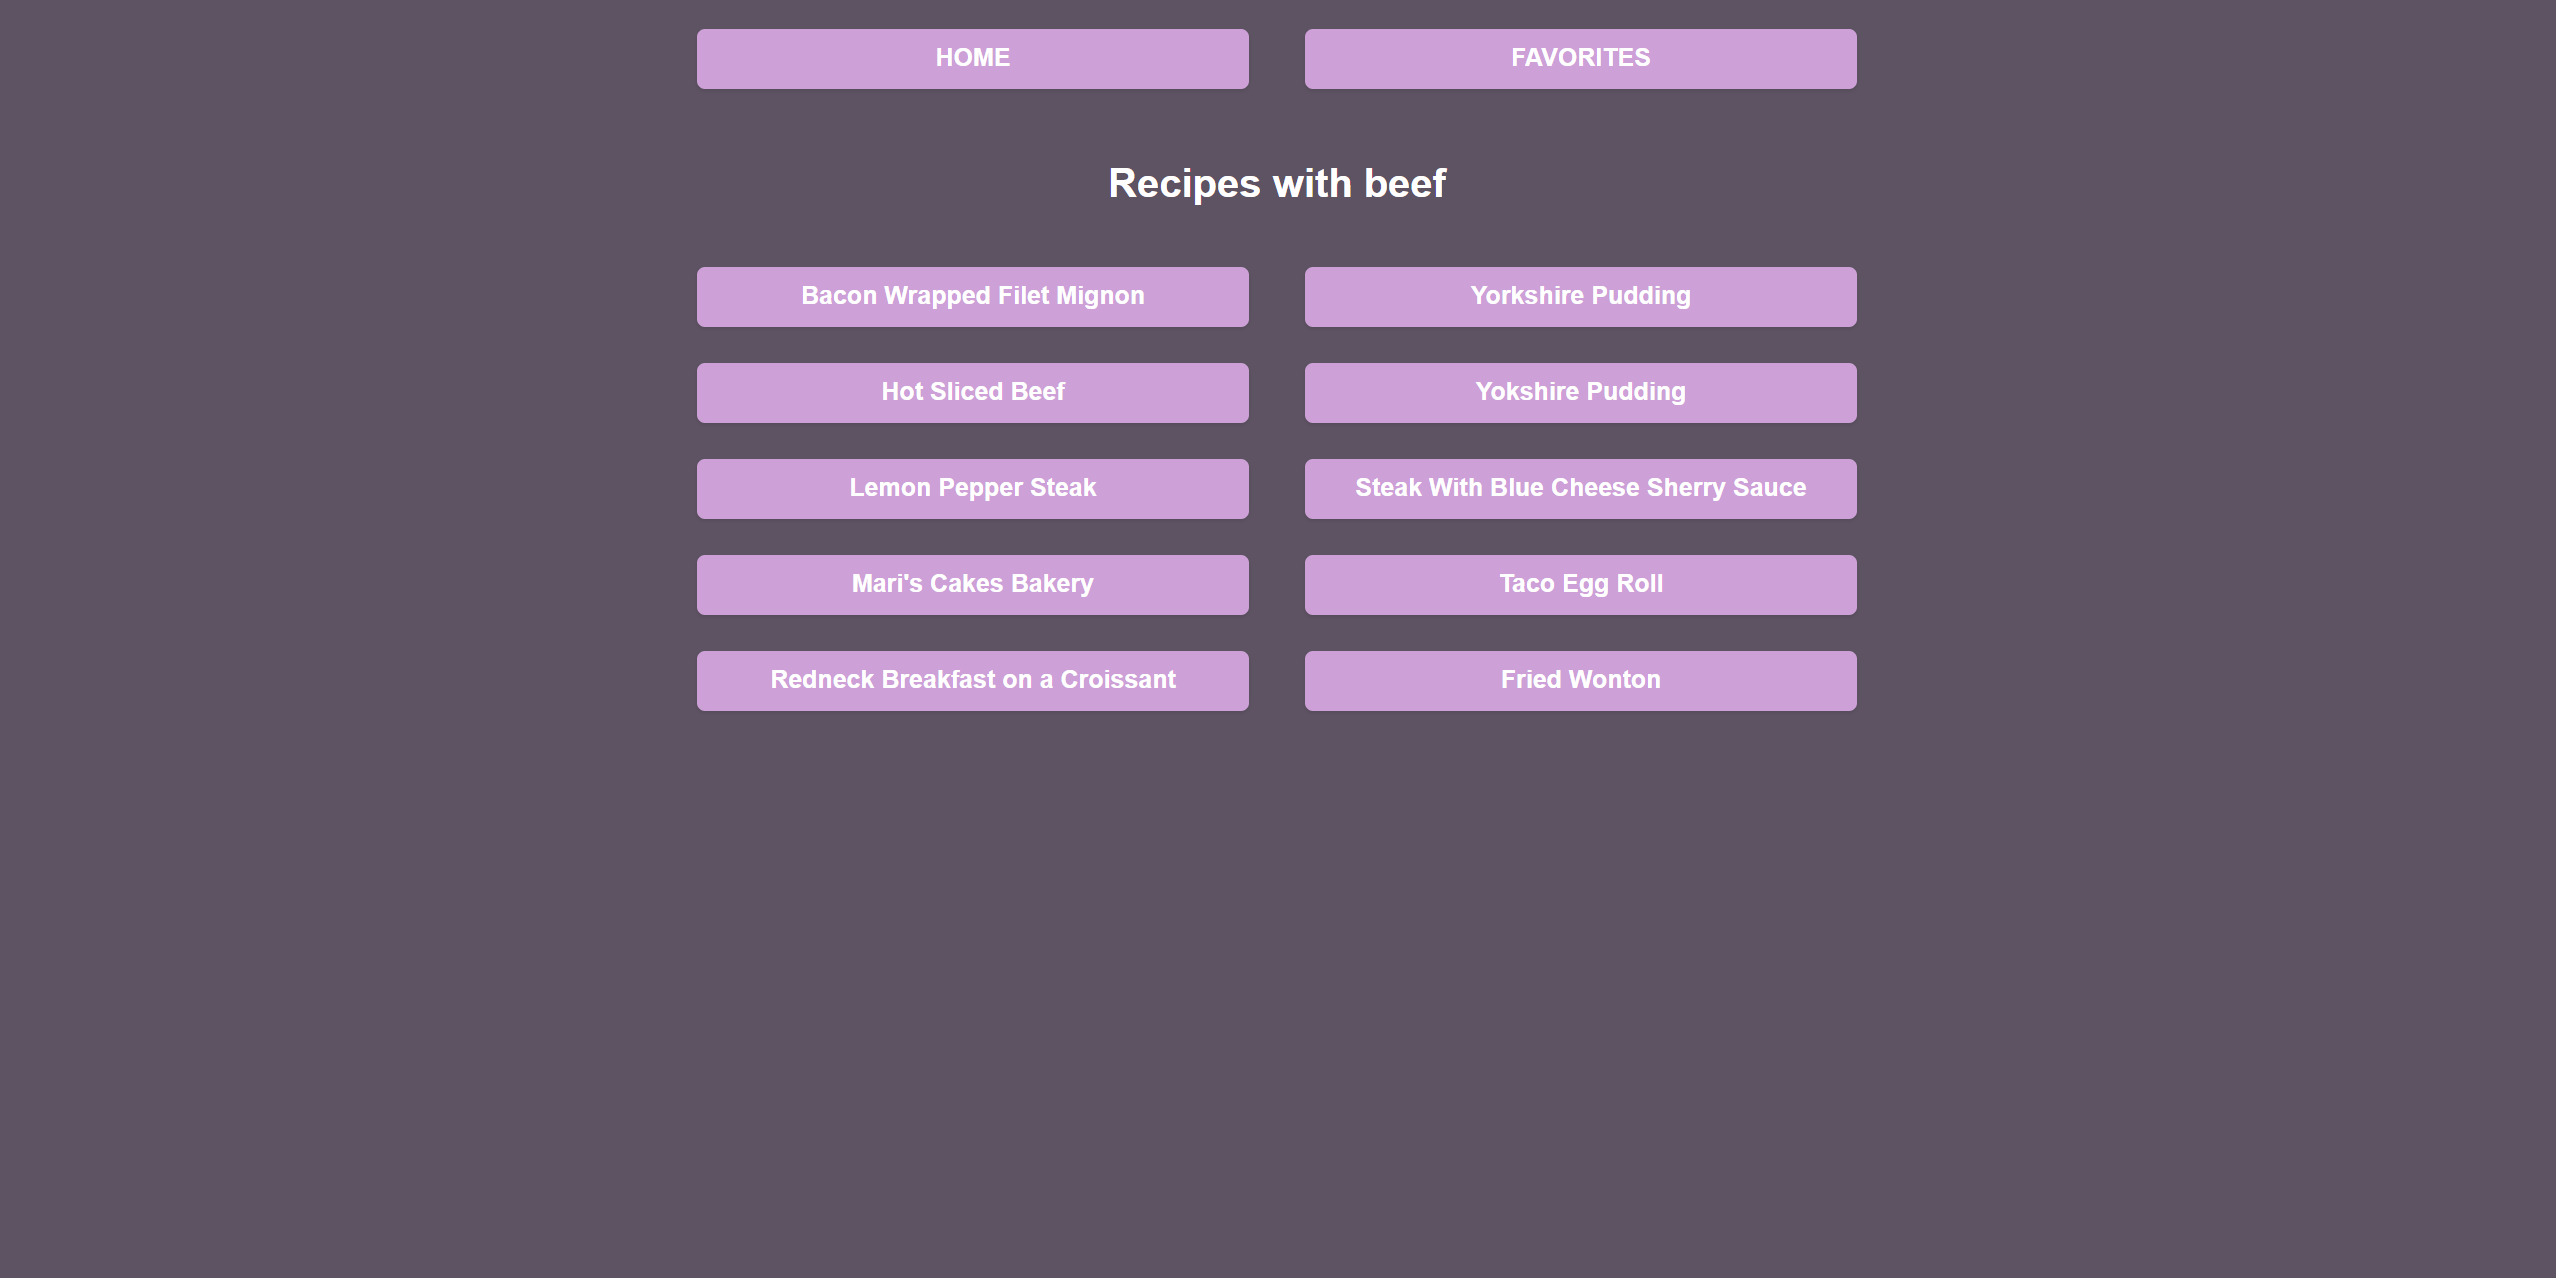 HOME
FAVORITES
Recipes with beef
Bacon Wrapped Filet Mignon
Yorkshire Pudding
Hot Sliced Beef
Yokshire Pudding
Lemon Pepper Steak
Steak With Blue Cheese Sherry Sauce
Mari's Cakes Bakery
Taco Egg Roll
Redneck Breakfast on a Croissant
Fried Wonton